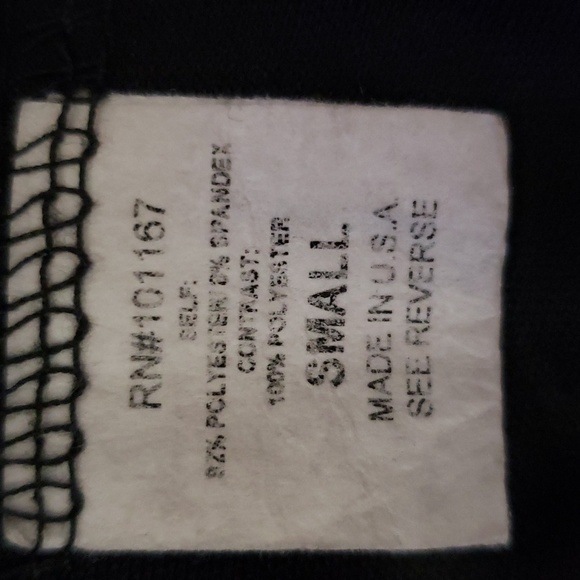 RN#101167
SELF:
92% POLYESTER 8% SPANDEX
CONTRAST:
100% POLYESTER
SMALL
MADE IN U.S.A
SEE REVERSE